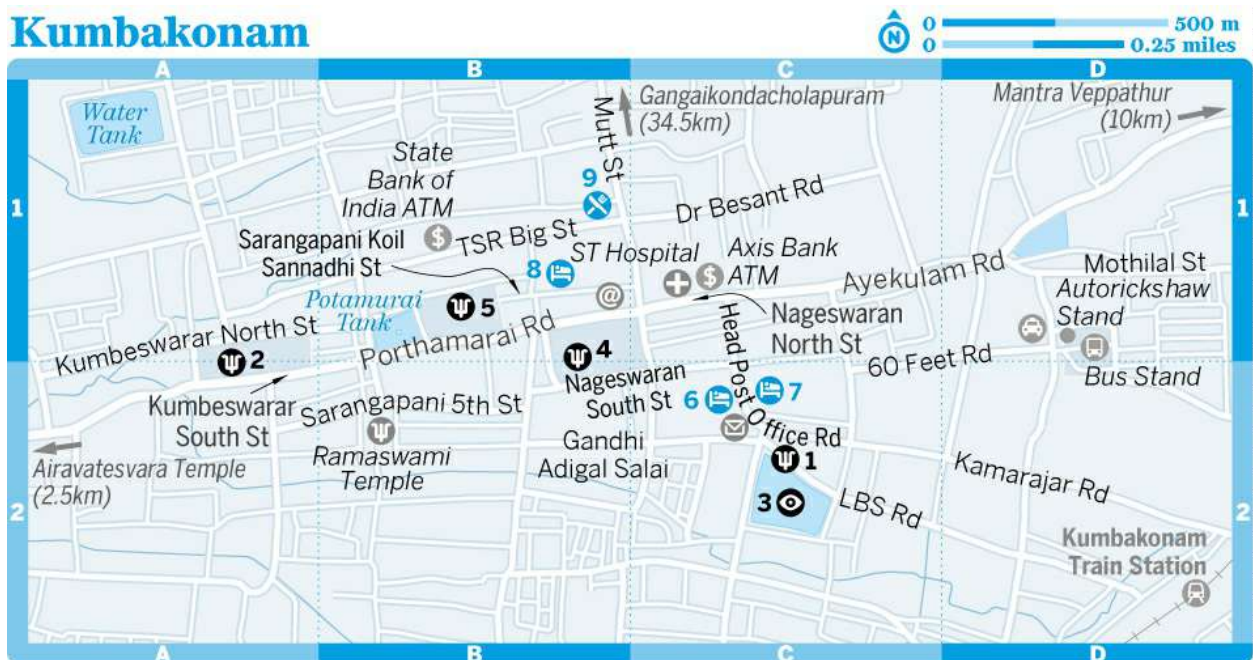 Kumbakonam
N
0 500 m
0 0.25 miles
A B C D
1
1
Water
Tank
State
Bank of
India ATM
Mutt St
Gangaikondacholapuram
(34.5km)
Mantra Veppathur
(10km)
9
Dr Besant Rd
$
TSR Big St
Sarangapani Koil
Sannadhi St
8
ST Hospital
$
Axis Bank
ATM
Ayekulam Rd
Mothilal St
Autorickshaw
Stand
Potamurai
Tank
5
@
Nageswaran
North St
Kumbeswarar North St
2
Porthamarai Rd
4
Head Post Office Rd
60 Feet Rd
Bus Stand
Kumbeswarar
South St
Sarangapani 5th St
Nageswaran
South St
6
7
Airavatesvara Temple
(2.5km)
Ramaswami
Temple
Gandhi
Adigal Salai
1
Kamarajar Rd
2
3
LBS Rd
2
Kumbakonam
Train Station
A B C D